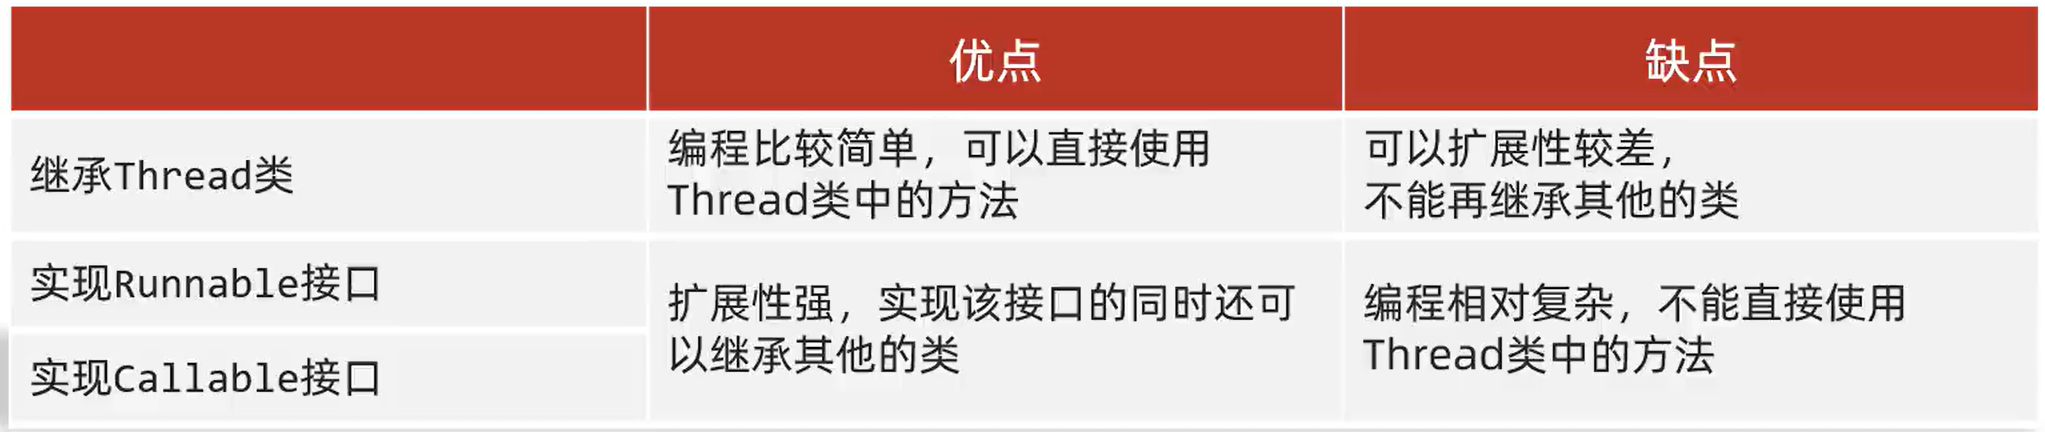 优点
缺点
继承Thread类
编程比较简单，可以直接使用
Thread类中的方法
可以扩展性较差，
不能再继承其他的类
实现Runnable接口
实现Callable接口
扩展性强，实现该接口的同时还可
以继承其他的类
编程相对复杂，不能直接使用
Thread类中的方法